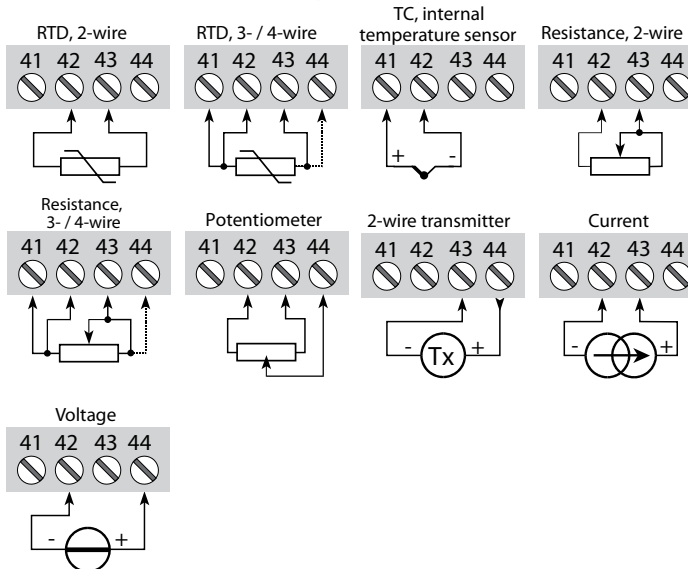 RTD, 2-wire
41 42 43 44
RTD, 3- / 4-wire
41 42 43 44
TC, internal
temperature sensor
41 42 43 44
+ -
Resistance, 2-wire
41 42 43 44
Resistance,
3- / 4-wire
41 42 43 44
Potentiometer
41 42 43 44
2-wire transmitter
41 42 43 44
- Tx +
Current
41 42 43 44
- +
Voltage
41 42 43 44
- +